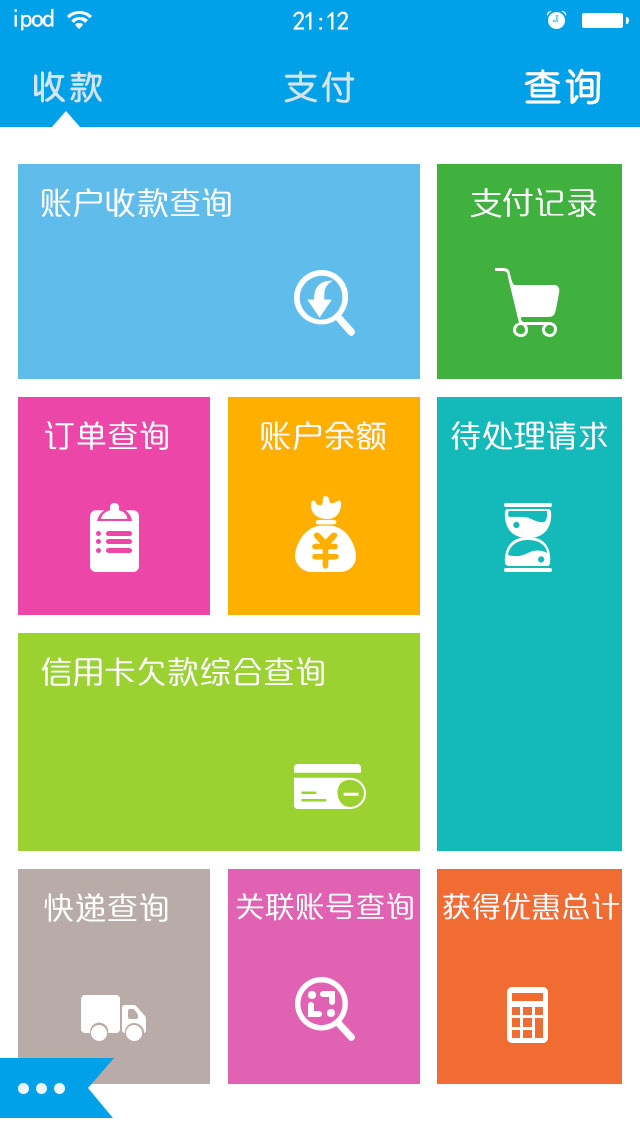 ipod 21:12
收款 支付 查询
账户收款查询
支付记录
订单查询
账户余额
待处理请求
¥
信用卡欠款综合查询
快递查询
关联账号查询
获得优惠总计